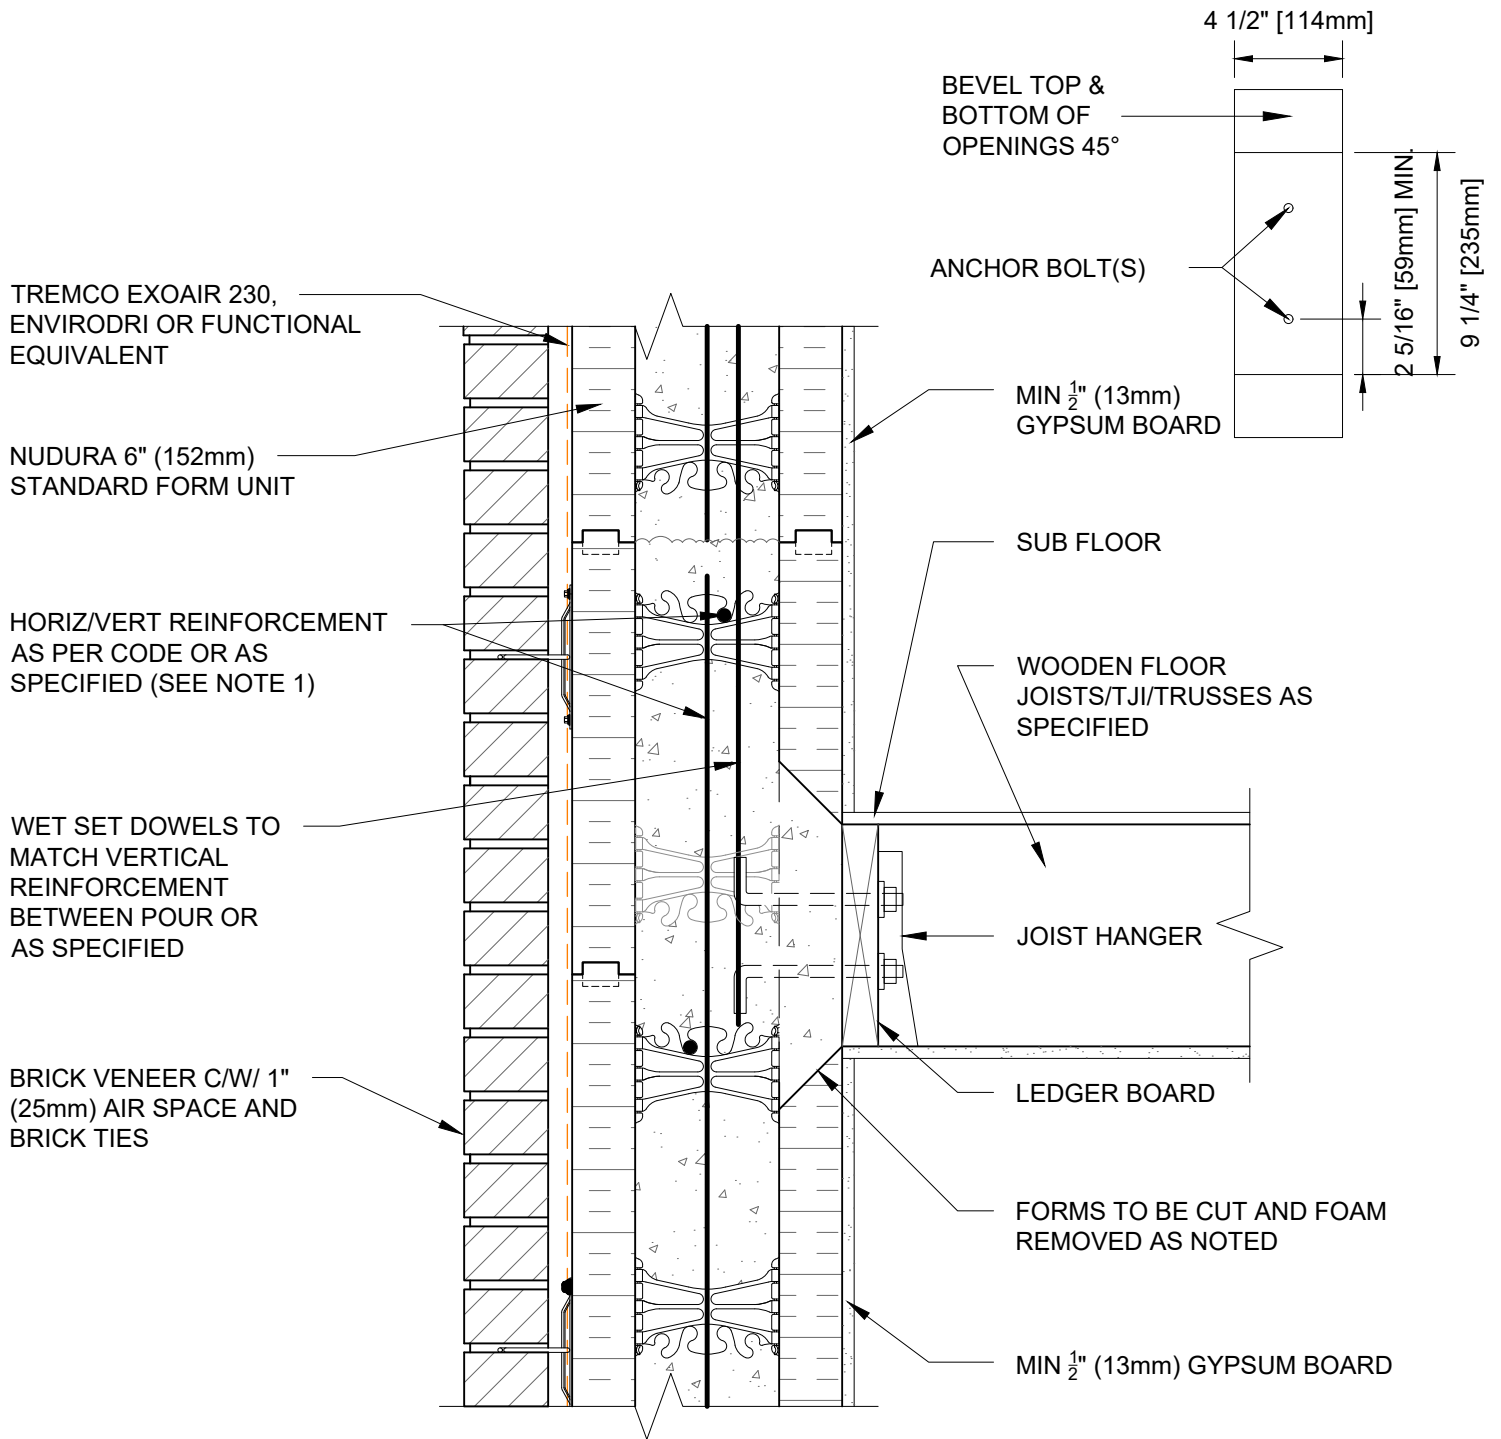 4 1/2" [114mm]
BEVEL TOP &
BOTTOM OF
OPENINGS 45°
2 5/16" [59mm] MIN.
9 1/4" [235mm]
ANCHOR BOLT(S)
TREMCO EXOAIR 230,
ENVIRODRI OR FUNCTIONAL
EQUIVALENT
MIN 1/2" (13mm)
GYPSUM BOARD
NUDURA 6" (152mm)
STANDARD FORM UNIT
SUB FLOOR
HORIZ/VERT REINFORCEMENT
AS PER CODE OR AS
SPECIFIED (SEE NOTE 1)
WOODEN FLOOR
JOISTS/TJI/TRUSSES AS
SPECIFIED
WET SET DOWELS TO
MATCH VERTICAL
REINFORCEMENT
BETWEEN POUR OR
AS SPECIFIED
JOIST HANGER
BRICK VENEER C/W/ 1"
(25mm) AIR SPACE AND
BRICK TIES
LEDGER BOARD
FORMS TO BE CUT AND FOAM
REMOVED AS NOTED
MIN 1/2" (13mm) GYPSUM BOARD